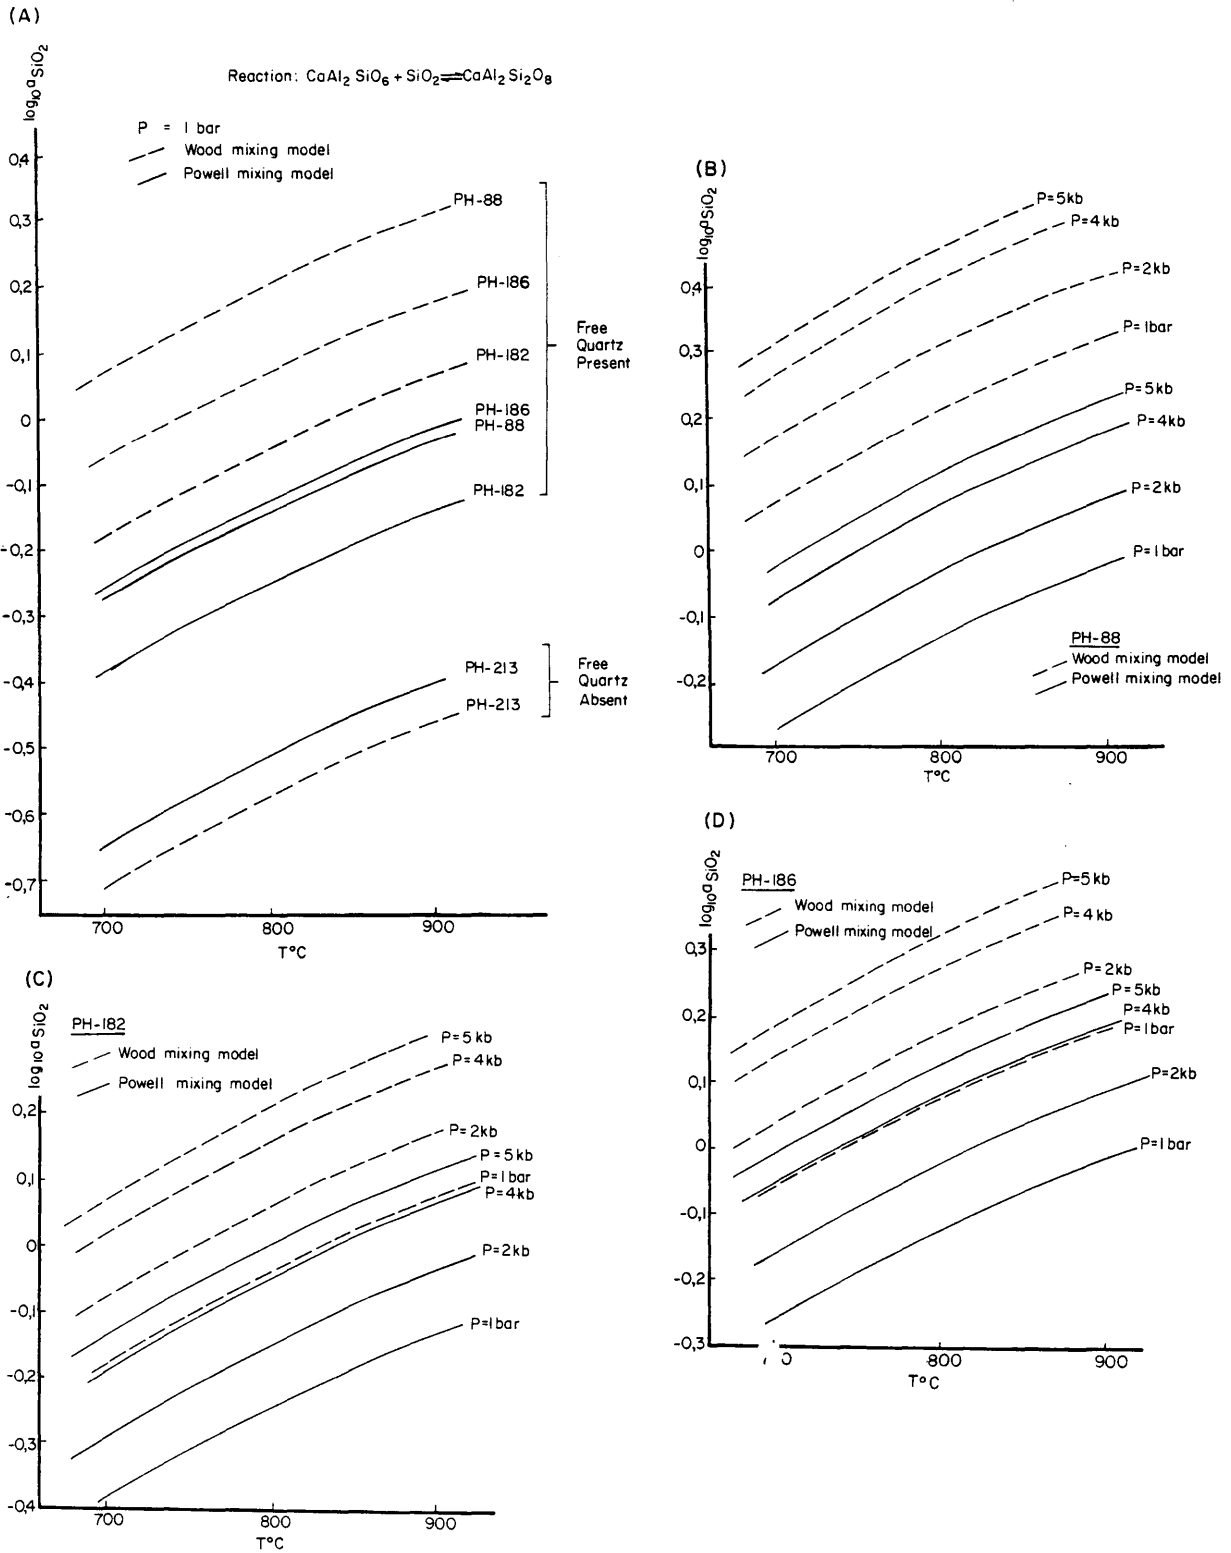 (A)
log₁₀ᵃSiO₂
Reaction: CaAl₂ SiO₆ + SiO₂ ⇌ CaAl₂ Si₂O₈
P = 1 bar
Wood mixing model
Powell mixing model
0,4
0,3
0,2
0,1
0
-0,1
-0,2
-0,3
-0,4
-0,5
-0,6
-0,7
PH-88
PH-186
PH-182
PH-186
PH-88
PH-182
Free
Quartz
Present
PH-213
PH-213
Free
Quartz
Absent
700
800
900
T°C
(B)
log₁₀ᵃSiO₂
0,4
0,3
0,2
0,1
0
-0,1
-0,2
P=5kb
P=4kb
P=2kb
P=1bar
P=5kb
P=4kb
P=2kb
P=1bar
PH-88
Wood mixing model
Powell mixing model
700
800
900
T°C
(C)
log₁₀ᵃSiO₂
PH-182
Wood mixing model
Powell mixing model
0,2
0,1
0
-0,1
-0,2
-0,3
-0,4
P=5kb
P=4kb
P=2kb
P=5kb
P=1bar
P=4kb
P=2kb
P=1bar
700
800
900
T°C
(D)
log₁₀ᵃSiO₂
PH-186
Wood mixing model
Powell mixing model
0,3
0,2
0,1
0
-0,1
-0,2
-0,3
P=5kb
P=4kb
P=2kb
P=5kb
P=4kb
P=1bar
P=2kb
P=1bar
800
900
T°C